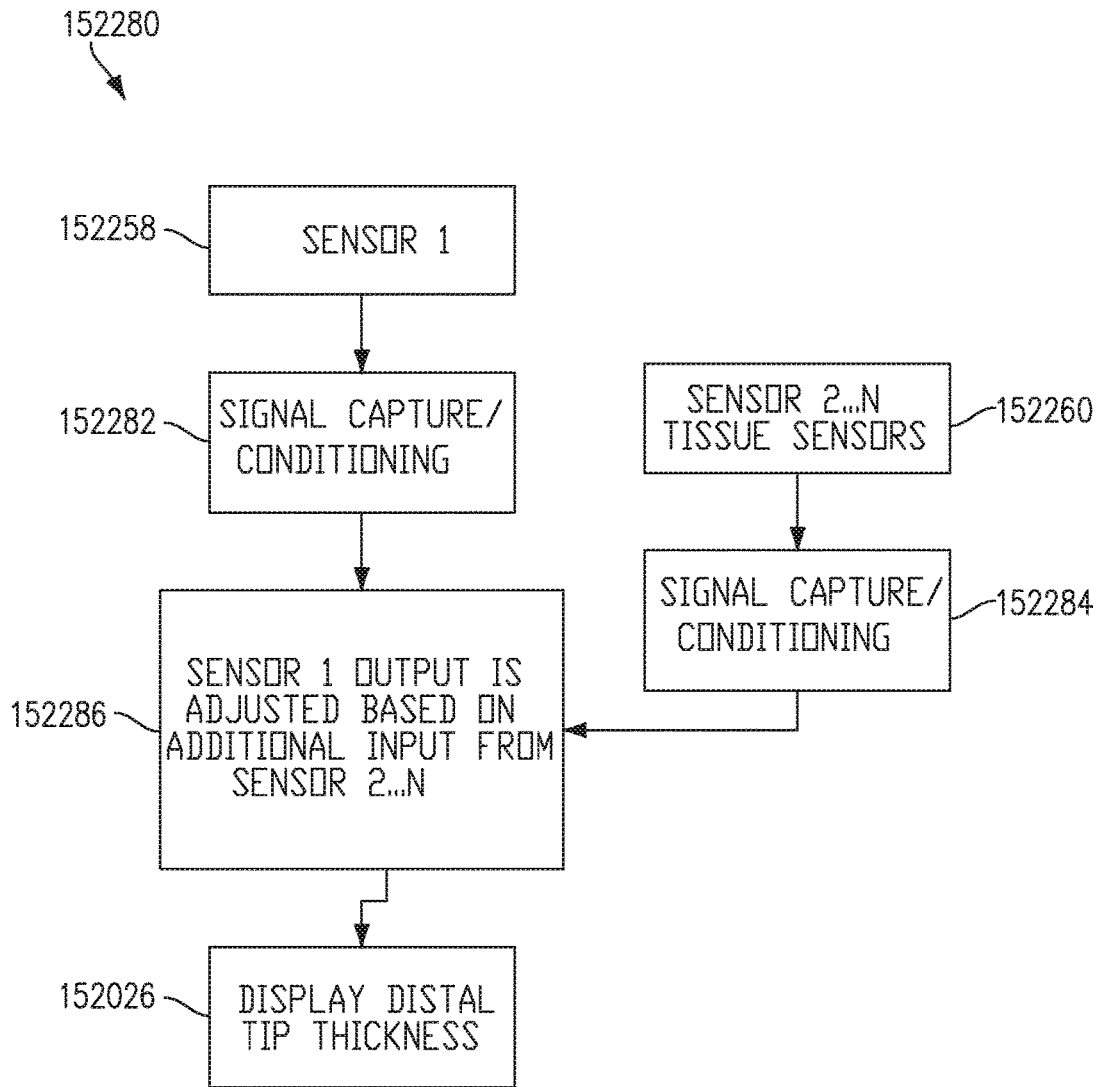 152280
152258
SENSOR 1
152282
SIGNAL CAPTURE/
CONDITIONING
SENSOR 2...N
TISSUE SENSORS
152260
SIGNAL CAPTURE/
CONDITIONING
152284
152286
SENSOR 1 OUTPUT IS
ADJUSTED BASED ON
ADDITIONAL INPUT FROM
SENSOR 2...N
152026
DISPLAY DISTAL
TIP THICKNESS